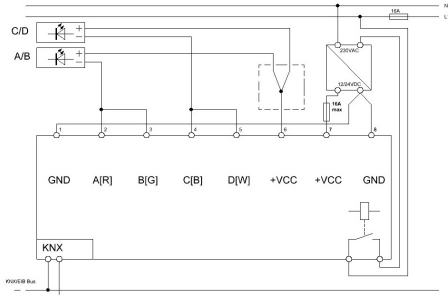 N
16A
L
C/D
+
−
230VAC
A/B
+
−
12/24VDC
16A
max
1
2
3
4
5
6
7
8
GND
A[R]
B[G]
C[B]
D[W]
+VCC
+VCC
GND
KNX
KNX/EIB Bus
+
−